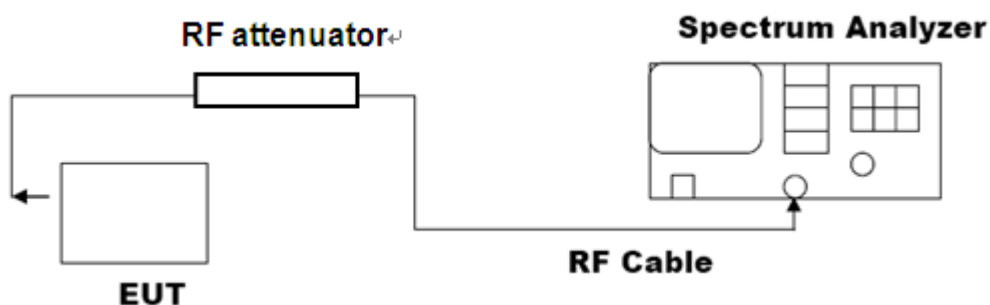 RF attenuator↵
Spectrum Analyzer
RF Cable
EUT